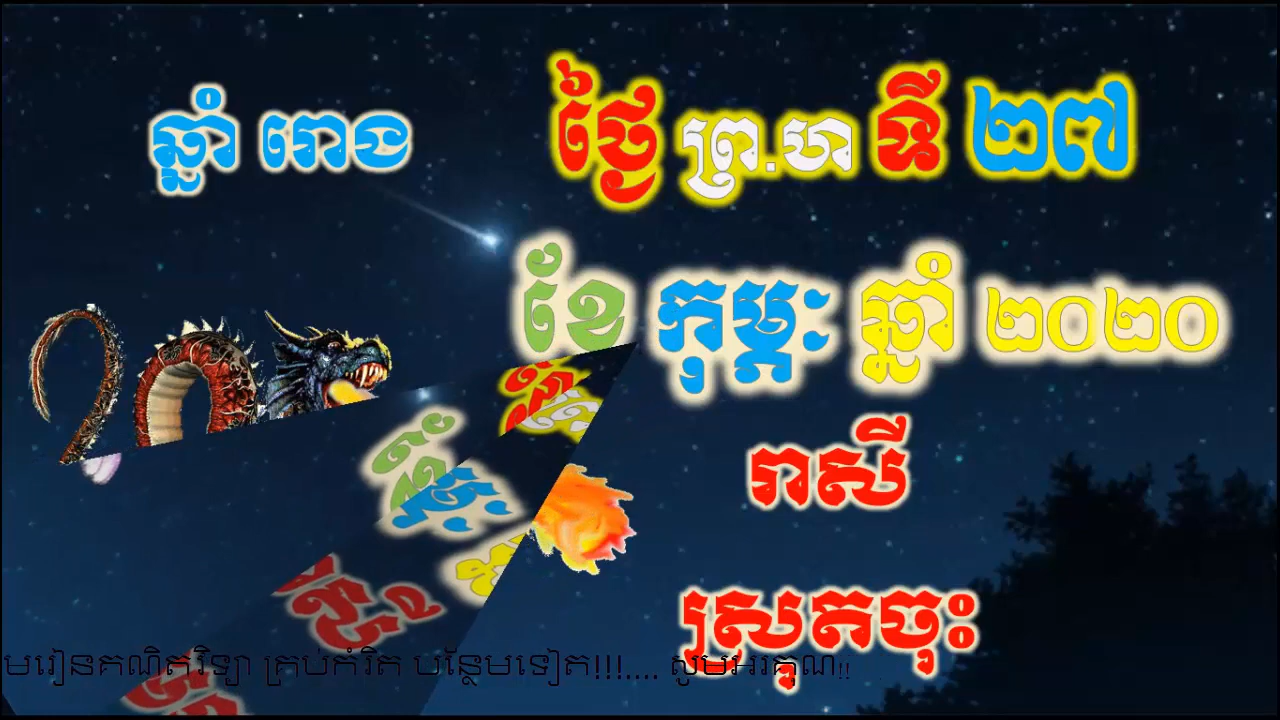 ឆ្នាំ រោង
ថ្ងៃ ព្រ.ហ ទី ២៧
ខែ កុម្ភៈ ឆ្នាំ ២០២០
រាសី
ស្រុតចុះ
មរៀនគណិតវិទ្យា គ្រប់កំរិត បន្ថែមទៀត!!!.... សូមអរគុណ!!